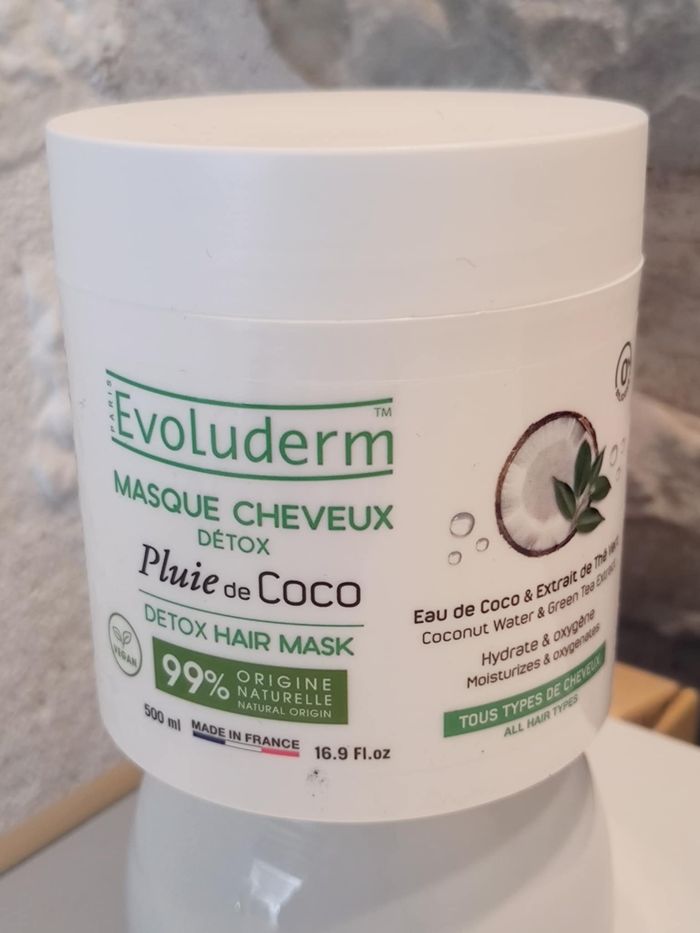 PARIS
EvoLuderm™
MASQUE CHEVEUX
DÉTOX
Pluie de Coco
DETOX HAIR MASK
VEGAN
99% ORIGINE
NATURELLE
NATURAL ORIGIN
500 ml MADE IN FRANCE 16.9 Fl.oz
Eau de Coco & Extrait de Thé Vert
Coconut Water & Green Tea Extract
Hydrate & oxygène
Moisturizes & oxygenates
TOUS TYPES DE CHEVEUX
ALL HAIR TYPES